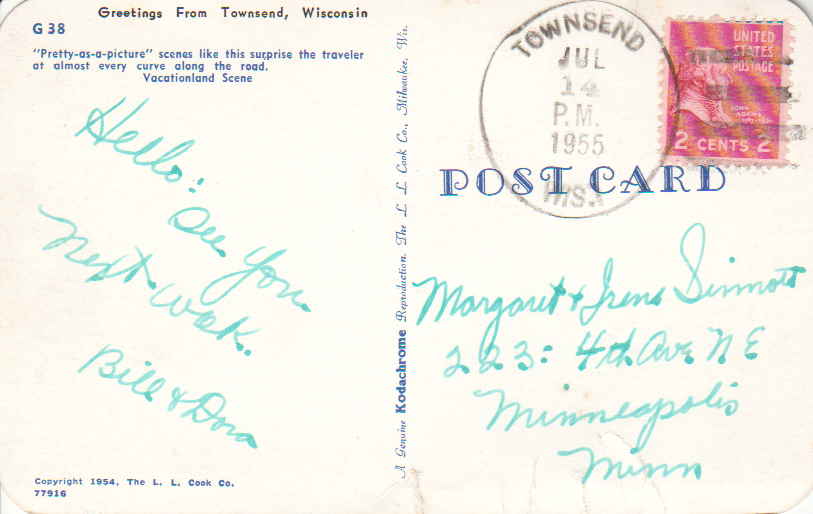 Greetings From Townsend, Wisconsin
G 38
"Pretty-as-a-picture" scenes like this surprise the traveler
at almost every curve along the road.
Vacationland Scene
Hello:
See You
Next week.
Bill & Dora
Copyright 1954, The L. L. Cook Co.
77916
A Genuine Kodachrome Reproduction. The L. L. Cook Co., Milwaukee, Wis.
TOWNSEND
JUL
14
P.M.
1955
WIS.
UNITED
STATES
POSTAGE
JOHN
ADAMS
2 CENTS 2
POST CARD
Margaret & Irene Sinnott
223: 4th Ave NE
Minneapolis
Minn